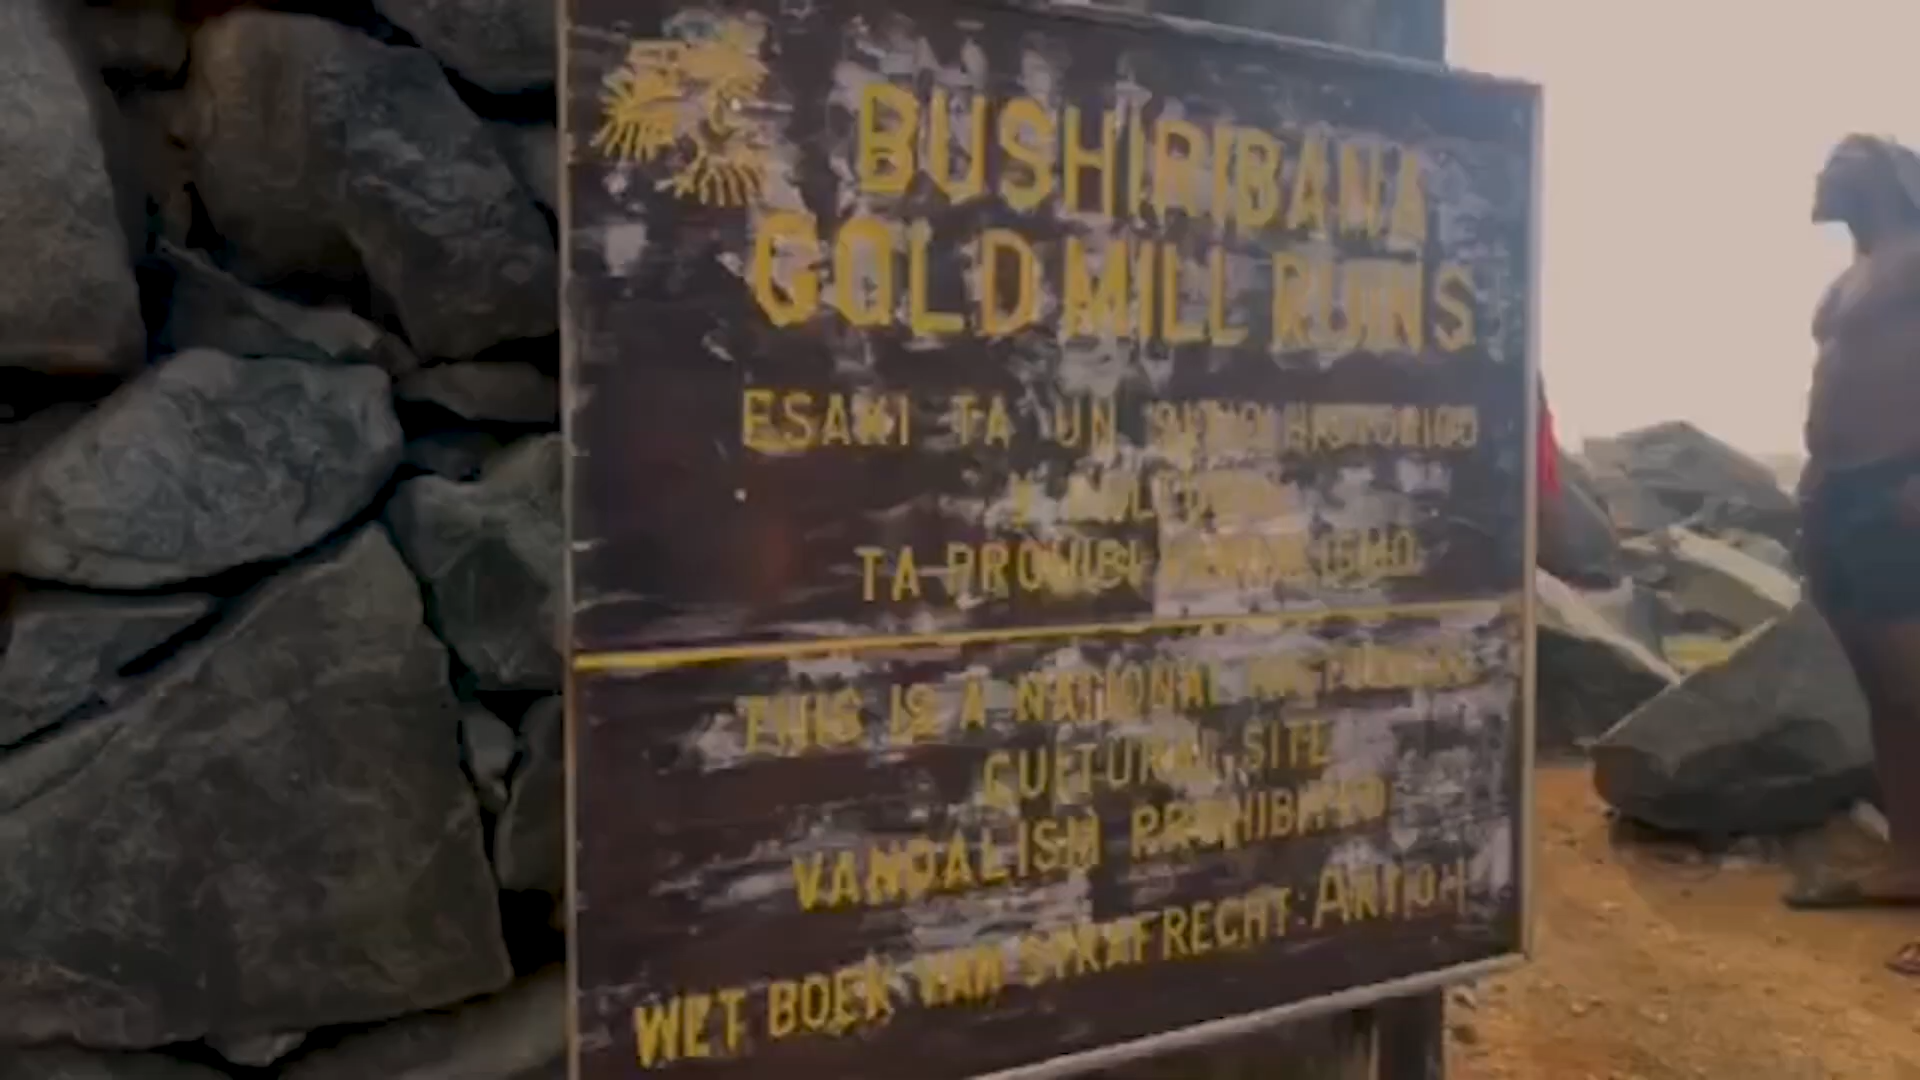 BUSHIRIBANA
GOLD MILL RUINS
ESAKI TA UN
TA PROHIBI
THIS IS A NATIONAL
CULTURAL SITE
VANDALISM PROHIBITED
WET BOEK VAN STRAFRECHT: